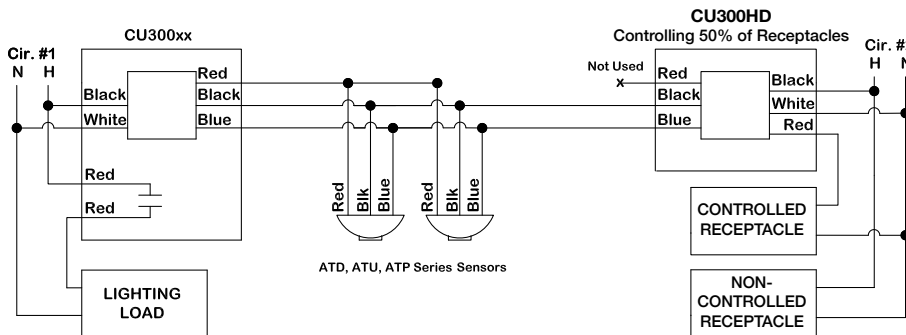 CU300HD
CU300xx
Controlling 50% of Receptacles
Cir. #1
N H
Cir. #
H
Not Used
x
Red
Black
White
Black
Blue
Red
Red
Red
Black
Blue
Black
White
Red
Red
Blk
Blue
Red
Blk
Blue
ATD, ATU, ATP Series Sensors
LIGHTING
LOAD
CONTROLLED
RECEPTACLE
NON-
CONTROLLED
RECEPTACLE